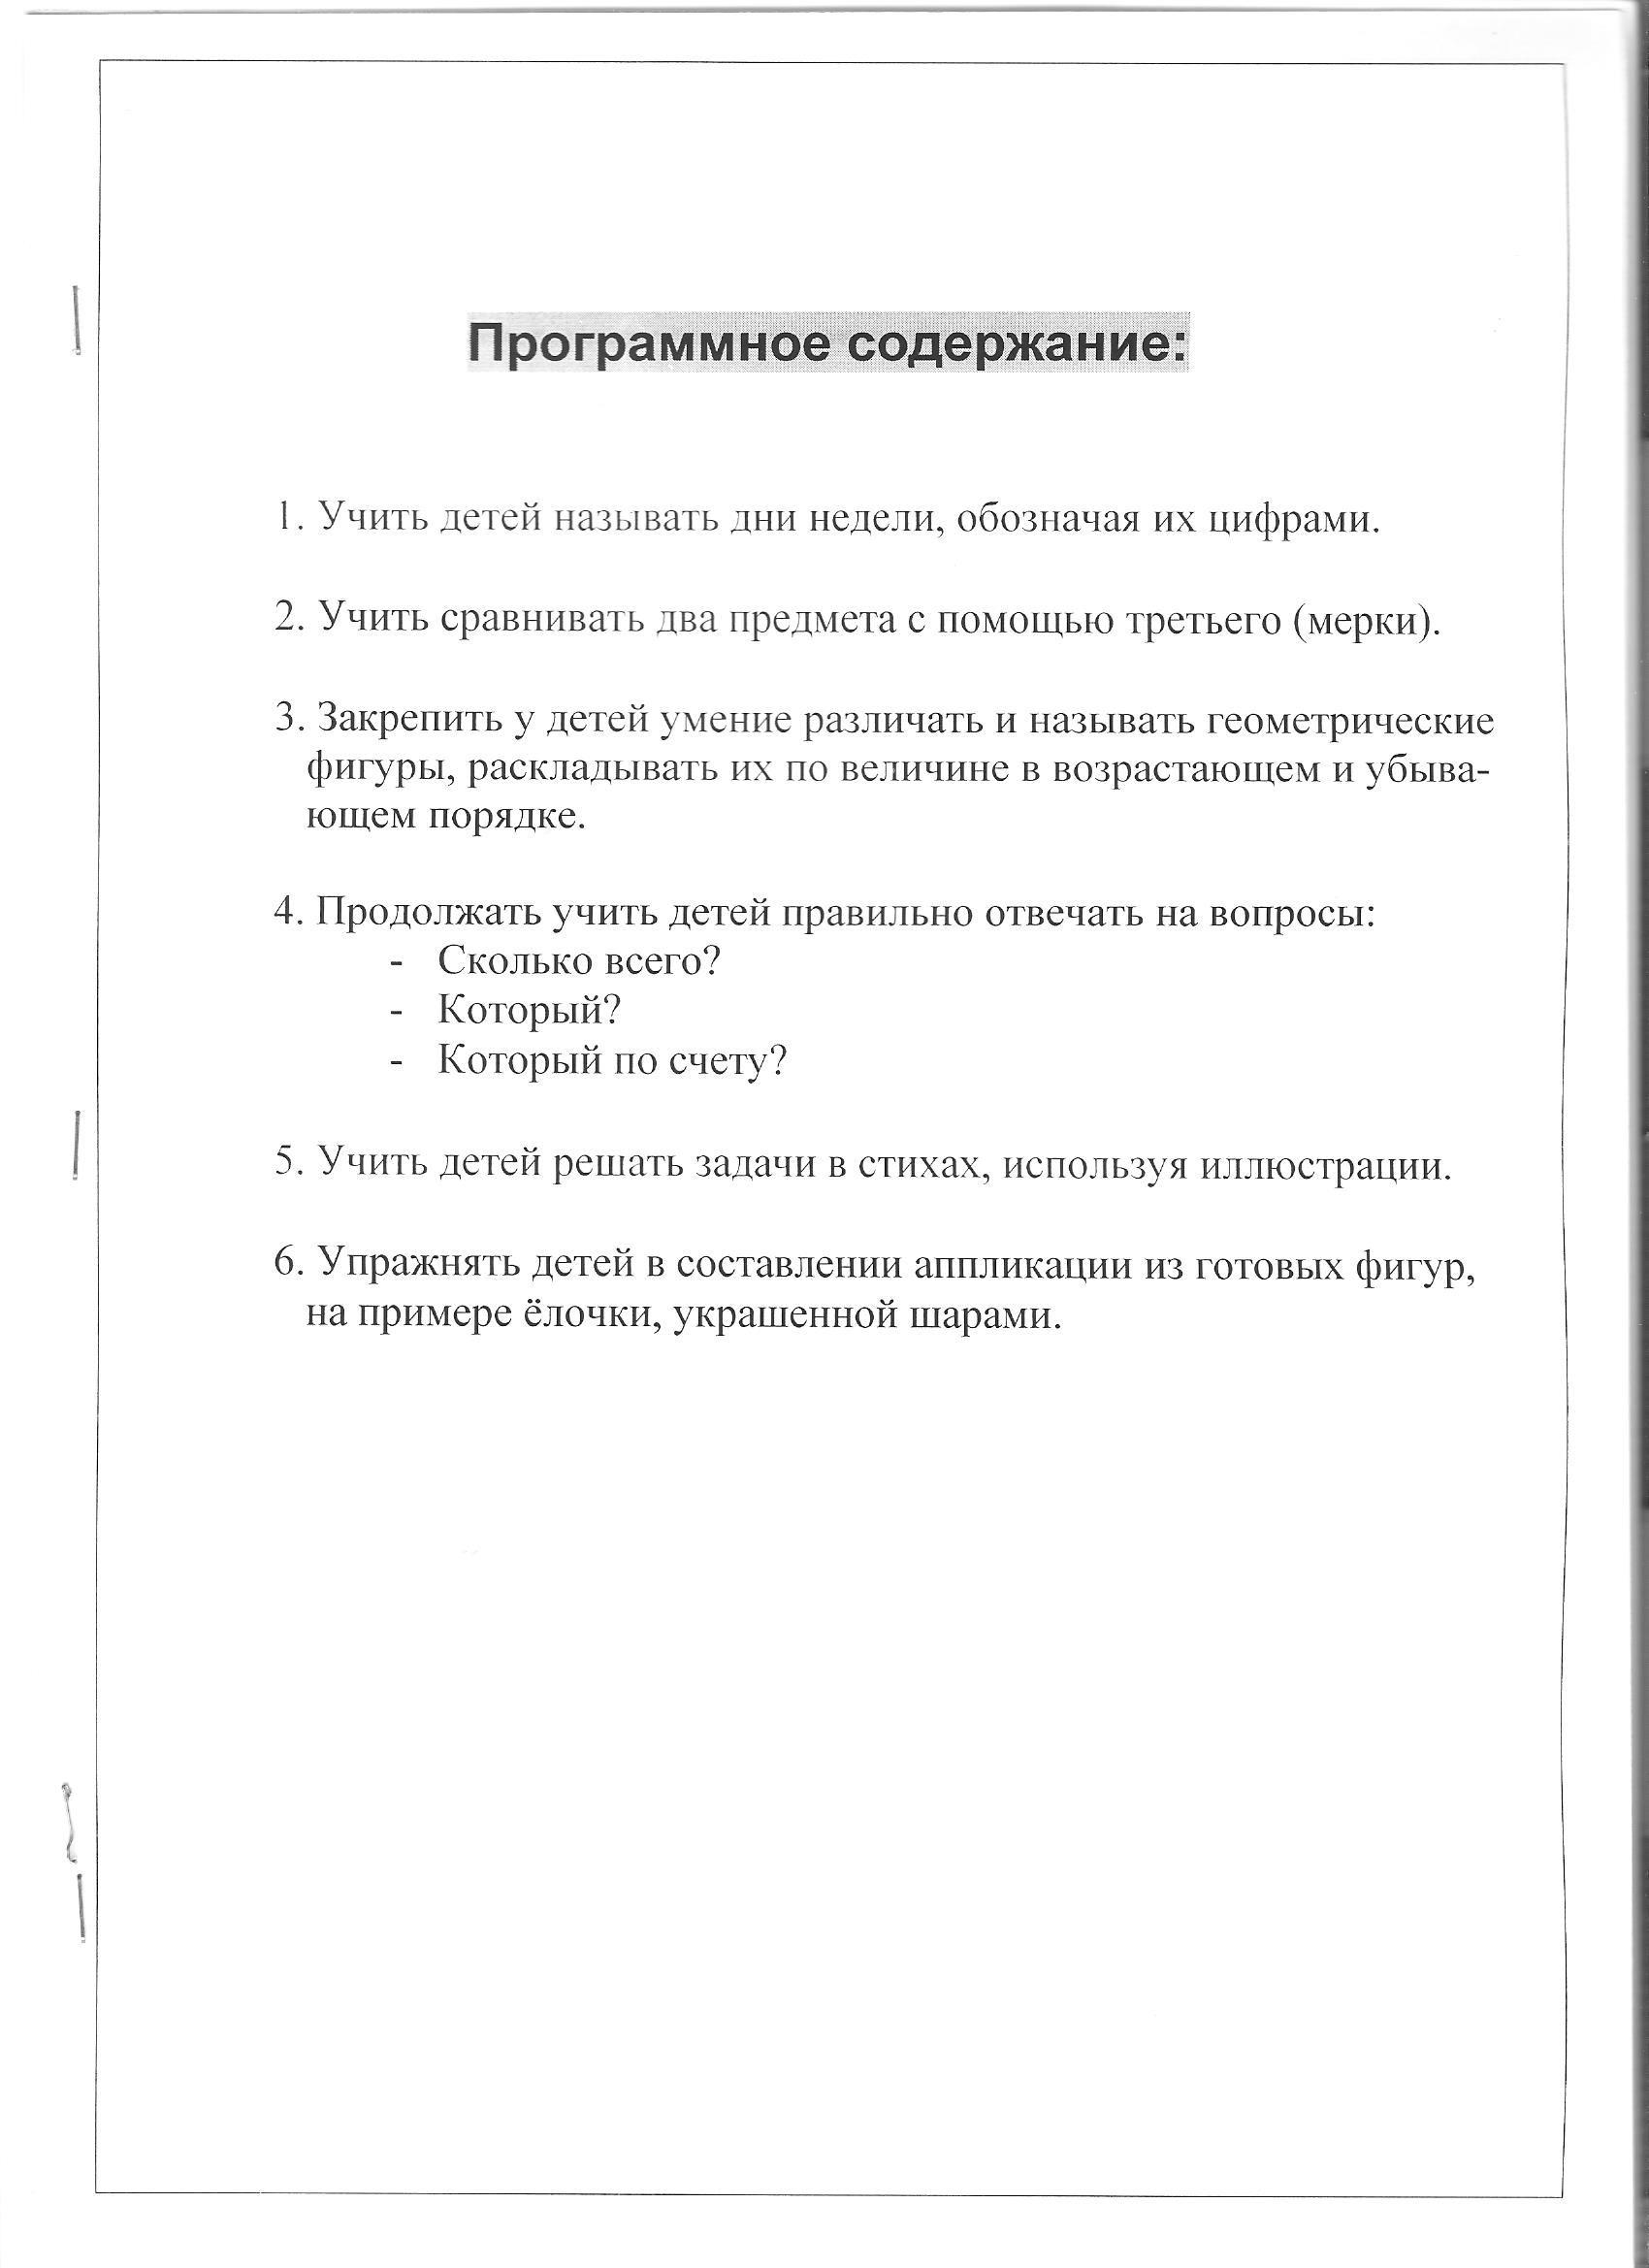 Программное содержание:
1. Учить детей называть дни недели, обозначая их цифрами.
2. Учить сравнивать два предмета с помощью третьего (мерки).
3. Закрепить у детей умение различать и называть геометрические
фигуры, раскладывать их по величине в возрастающем и убыва-
ющем порядке.
4. Продолжать учить детей правильно отвечать на вопросы:
- Сколько всего?
- Который?
- Который по счету?
5. Учить детей решать задачи в стихах, используя иллюстрации.
6. Упражнять детей в составлении аппликации из готовых фигур,
на примере ёлочки, украшенной шарами.